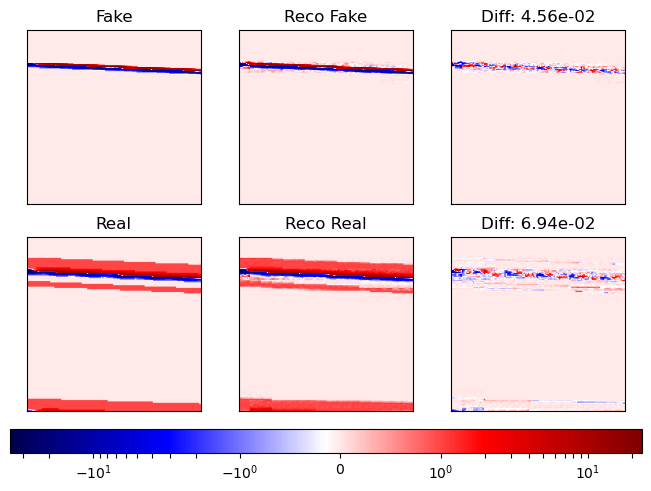 Fake Reco Fake Diff: 4.56e-02
Real Reco Real Diff: 6.94e-02
−10¹ −10⁰ 0 10⁰ 10¹